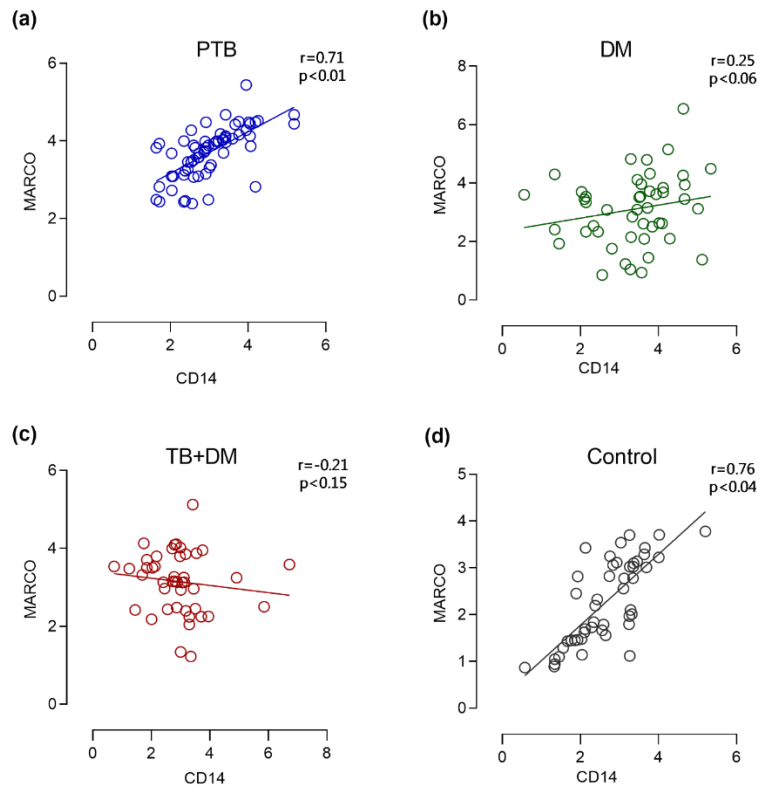 (a)
PTB
r=0.71
p<0.01
6
4
2
0
MARCO
0 2 4 6
CD14
(b)
DM
r=0.25
p<0.06
8
6
4
2
0
MARCO
0 2 4 6
CD14
(c)
TB+DM
r=-0.21
p<0.15
6
4
2
0
MARCO
0 2 4 6 8
CD14
(d)
Control
r=0.76
p<0.04
5
4
3
2
1
0
MARCO
0 2 4 6
CD14